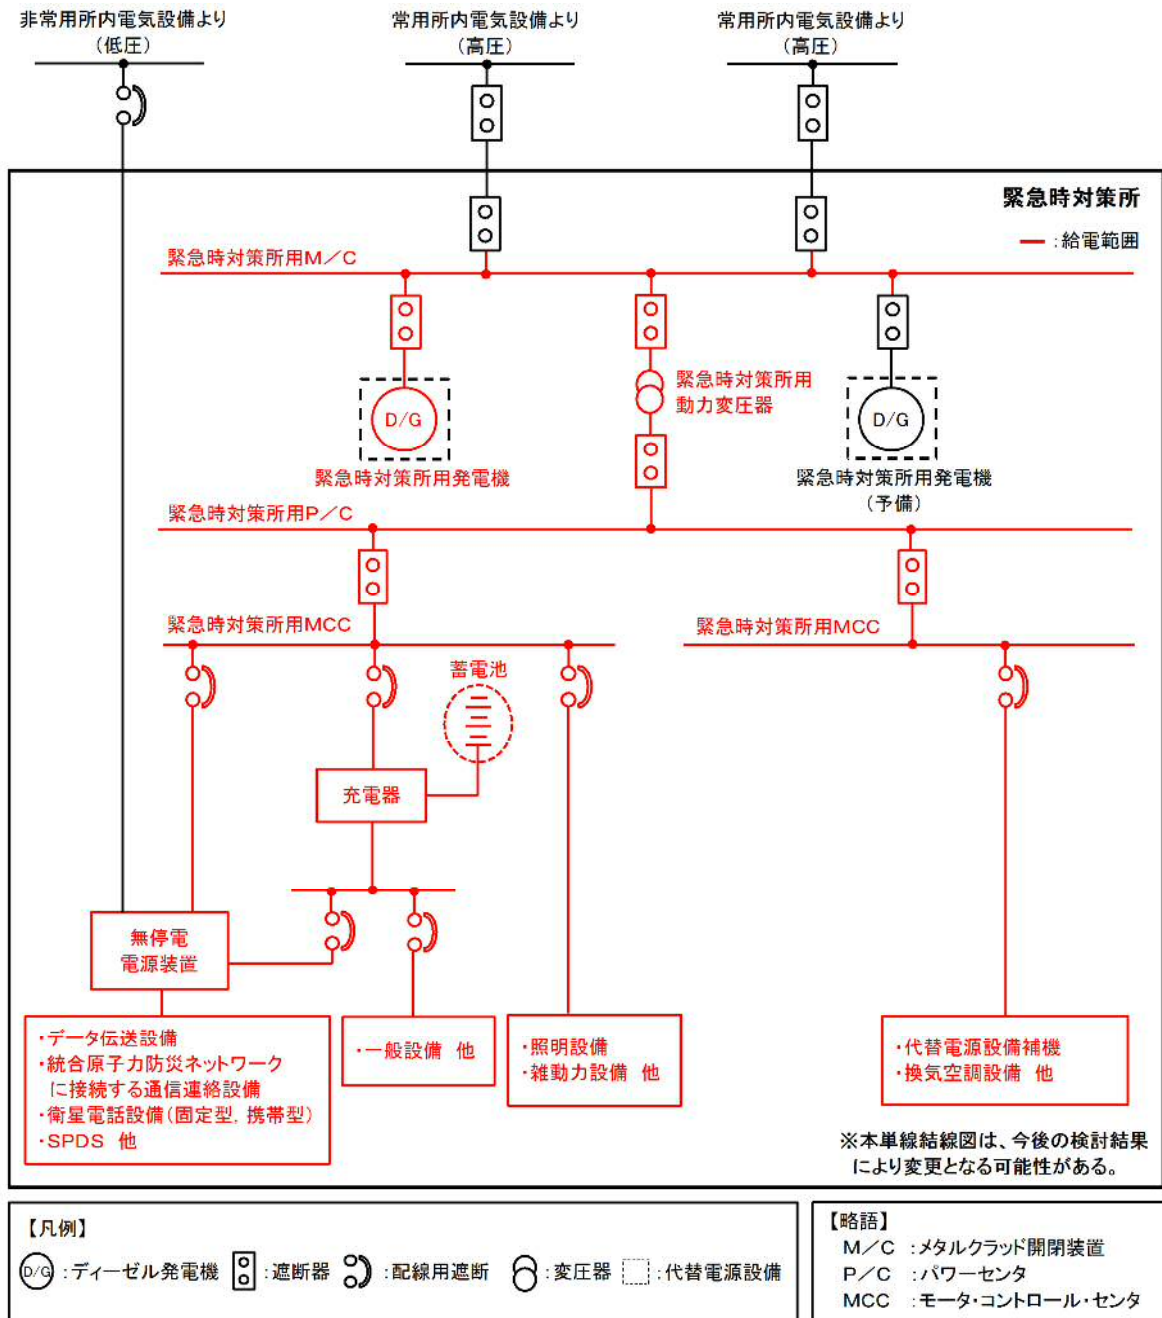 非常用所内電気設備より
(低圧)
常用所内電気設備より
(高圧)
常用所内電気設備より
(高圧)
緊急時対策所
:給電範囲
緊急時対策所用M/C
緊急時対策所用
動力変圧器
D/G
D/G
緊急時対策所用発電機
緊急時対策所用発電機
(予備)
緊急時対策所用P/C
緊急時対策所用MCC
緊急時対策所用MCC
蓄電池
充電器
無停電
電源装置
・データ伝送設備
・統合原子力防災ネットワーク
に接続する通信連絡設備
・衛星電話設備(固定型,携帯型)
・SPDS 他
・一般設備 他
・照明設備
・雑動力設備 他
・代替電源設備補機
・換気空調設備 他
※本単線結線図は、今後の検討結果
により変更となる可能性がある。
【凡例】
D/G :ディーゼル発電機 :遮断器 :配線用遮断 :変圧器 :代替電源設備
【略語】
M/C :メタルクラッド開閉装置
P/C :パワーセンタ
MCC :モータ・コントロール・センタ